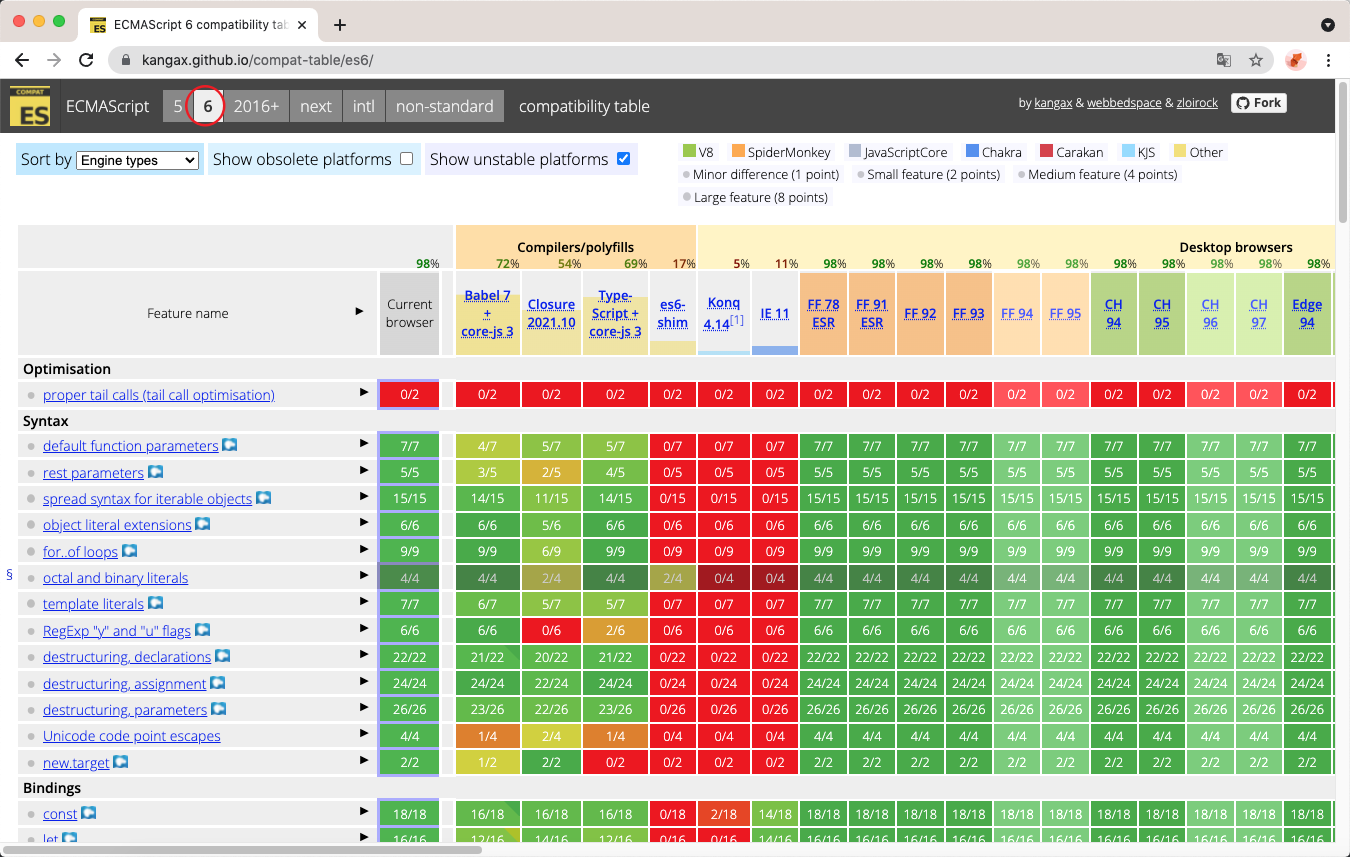 ECMAScript 6 compatibility tab
kangax.github.io/compat-table/es6/
COMPAT
ES
ECMAScript 5 6 2016+ next intl non-standard compatibility table
by kangax & webbedspace & zloirock Fork
Sort by Engine types Show obsolete platforms Show unstable platforms
V8 SpiderMonkey JavaScriptCore Chakra Carakan KJS Other
Minor difference (1 point) Small feature (2 points) Medium feature (4 points)
Large feature (8 points)
Compilers/polyfills Desktop browsers
98% 72% 54% 69% 17% 5% 11% 98% 98% 98% 98% 98% 98% 98% 98% 98% 98% 98%
Feature name
Current browser
Babel 7 + core-js 3
Closure 2021.10
Type-Script + core-js 3
es6-shim
Konq 4.14[1]
IE 11
FF 78 ESR
FF 91 ESR
FF 92
FF 93
FF 94
FF 95
CH 94
CH 95
CH 96
CH 97
Edge 94
Optimisation
proper tail calls (tail call optimisation) 0/2 0/2 0/2 0/2 0/2 0/2 0/2 0/2 0/2 0/2 0/2 0/2 0/2 0/2 0/2 0/2 0/2 0/2
Syntax
default function parameters 7/7 4/7 5/7 5/7 0/7 0/7 0/7 7/7 7/7 7/7 7/7 7/7 7/7 7/7 7/7 7/7 7/7 7/7
rest parameters 5/5 3/5 2/5 4/5 0/5 0/5 0/5 5/5 5/5 5/5 5/5 5/5 5/5 5/5 5/5 5/5 5/5 5/5
spread syntax for iterable objects 15/15 14/15 11/15 14/15 0/15 0/15 0/15 15/15 15/15 15/15 15/15 15/15 15/15 15/15 15/15 15/15 15/15 15/15
object literal extensions 6/6 6/6 5/6 6/6 0/6 0/6 0/6 6/6 6/6 6/6 6/6 6/6 6/6 6/6 6/6 6/6 6/6 6/6
for..of loops 9/9 9/9 6/9 9/9 0/9 0/9 0/9 9/9 9/9 9/9 9/9 9/9 9/9 9/9 9/9 9/9 9/9 9/9
§ octal and binary literals 4/4 4/4 2/4 4/4 2/4 0/4 0/4 4/4 4/4 4/4 4/4 4/4 4/4 4/4 4/4 4/4 4/4 4/4
template literals 7/7 6/7 5/7 5/7 0/7 0/7 0/7 7/7 7/7 7/7 7/7 7/7 7/7 7/7 7/7 7/7 7/7 7/7
RegExp "y" and "u" flags 6/6 6/6 0/6 2/6 0/6 0/6 0/6 6/6 6/6 6/6 6/6 6/6 6/6 6/6 6/6 6/6 6/6 6/6
destructuring, declarations 22/22 21/22 20/22 21/22 0/22 0/22 0/22 22/22 22/22 22/22 22/22 22/22 22/22 22/22 22/22 22/22 22/22 22/22
destructuring, assignment 24/24 24/24 22/24 24/24 0/24 0/24 0/24 24/24 24/24 24/24 24/24 24/24 24/24 24/24 24/24 24/24 24/24 24/24
destructuring, parameters 26/26 23/26 22/26 23/26 0/26 0/26 0/26 26/26 26/26 26/26 26/26 26/26 26/26 26/26 26/26 26/26 26/26 26/26
Unicode code point escapes 4/4 1/4 2/4 1/4 0/4 0/4 0/4 4/4 4/4 4/4 4/4 4/4 4/4 4/4 4/4 4/4 4/4 4/4
new.target 2/2 1/2 2/2 0/2 0/2 0/2 0/2 2/2 2/2 2/2 2/2 2/2 2/2 2/2 2/2 2/2 2/2 2/2
Bindings
const 18/18 16/18 16/18 16/18 0/18 2/18 14/18 18/18 18/18 18/18 18/18 18/18 18/18 18/18 18/18 18/18 18/18 18/18
let 16/16 12/16 14/16 12/16 0/16 0/16 14/16 16/16 16/16 16/16 16/16 16/16 16/16 16/16 16/16 16/16 16/16 16/16